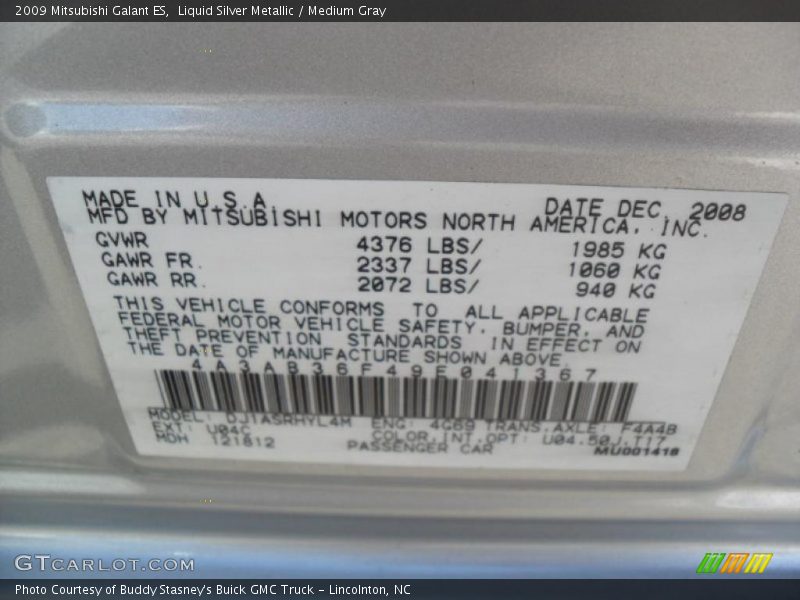 2009 Mitsubishi Galant ES,  Liquid Silver Metallic / Medium Gray
MADE IN U.S.A. DATE DEC. 2008
MFD BY MITSUBISHI MOTORS NORTH AMERICA, INC.
GVWR 4376 LBS/ 1985 KG
GAWR FR. 2337 LBS/ 1060 KG
GAWR RR. 2072 LBS/ 940 KG
THIS VEHICLE CONFORMS TO ALL APPLICABLE
FEDERAL MOTOR VEHICLE SAFETY, BUMPER, AND
THEFT PREVENTION STANDARDS IN EFFECT ON
THE DATE OF MANUFACTURE SHOWN ABOVE.
4A3AB36F49E041367
MODEL: DJ1ASRHYL4M ENG: 4G69 TRANS.AXLE: F4A4B
EXT: U04C COLOR.INT.OPT: U04.50J.T17
MDH 121812 PASSENGER CAR MU001418
GTCARLOT.COM
Photo Courtesy of Buddy Stasney's Buick GMC Truck - Lincolnton, NC